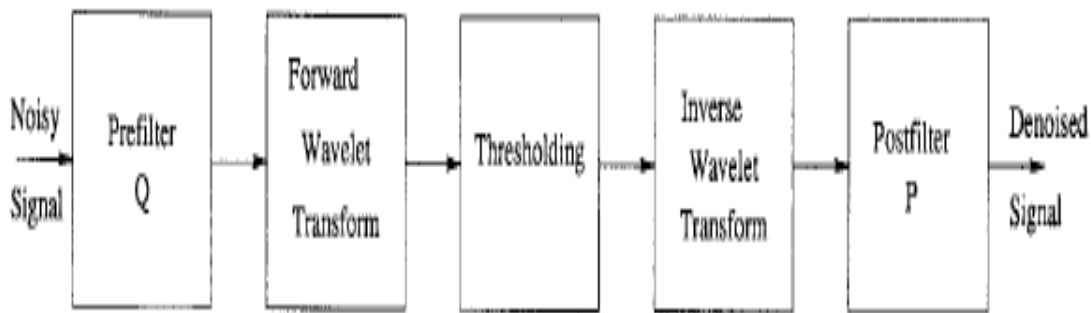 Noisy
Signal
Prefilter
Q
Forward
Wavelet
Transform
Thresholding
Inverse
Wavelet
Transform
Postfilter
P
Denoised
Signal